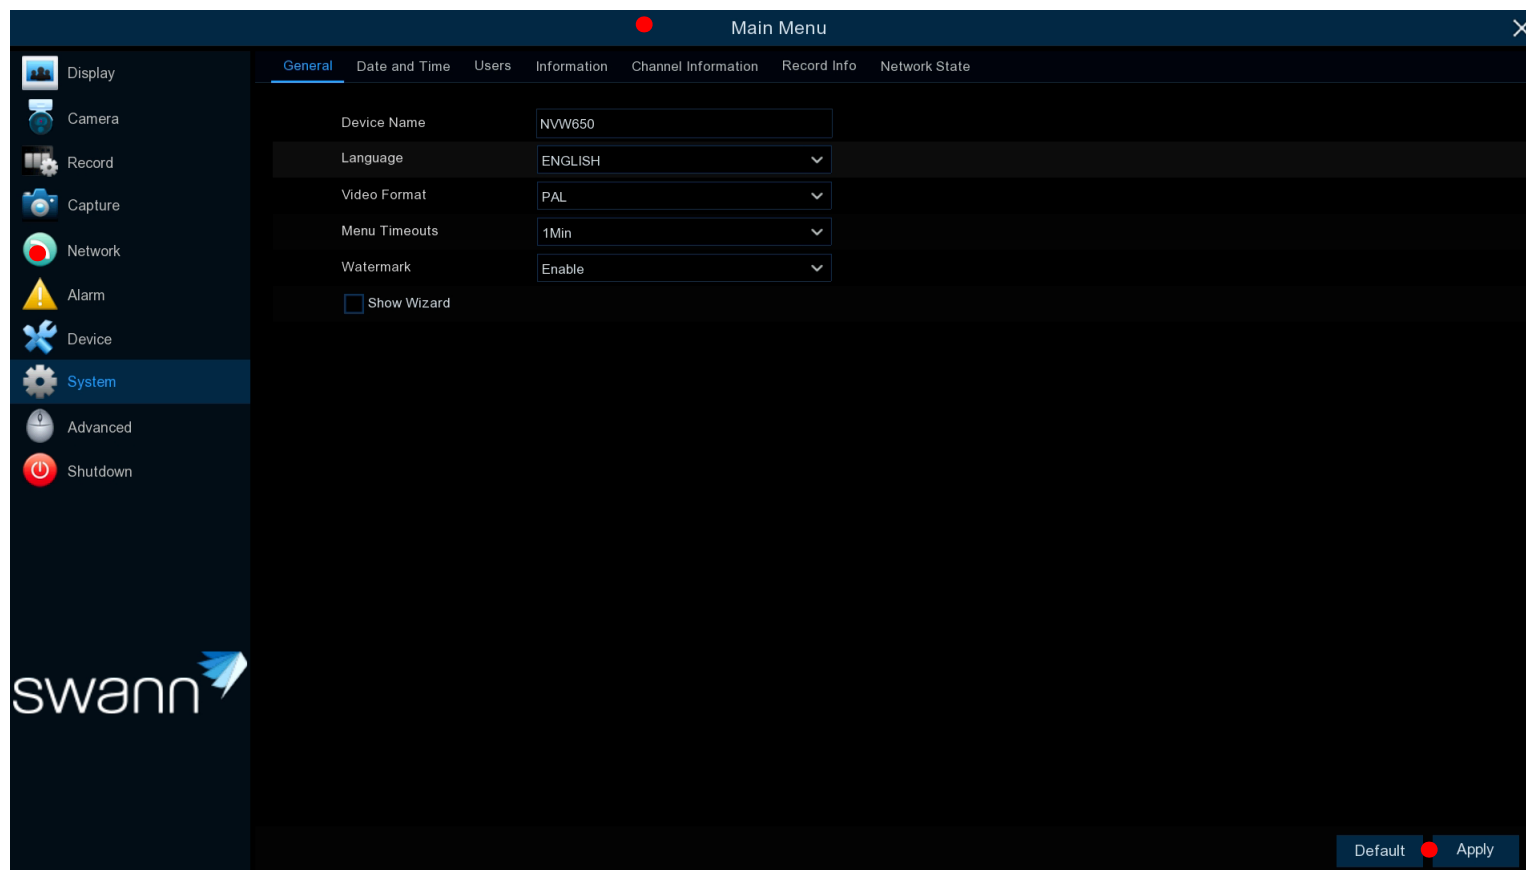 Main Menu
Display
Camera
Record
Capture
Network
Alarm
Device
System
Advanced
Shutdown
swann
General Date and Time Users Information Channel Information Record Info Network State
Device Name NVW650
Language ENGLISH
Video Format PAL
Menu Timeouts 1Min
Watermark Enable
Show Wizard
Default Apply